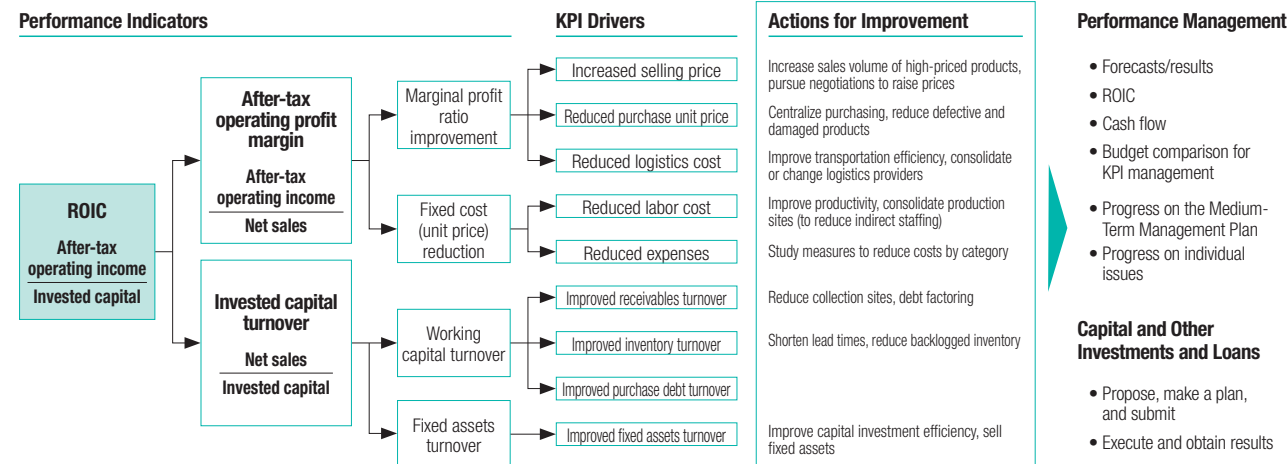 Performance Indicators
KPI Drivers
Actions for Improvement
Performance Management
ROIC
After-tax
operating income
Invested capital
After-tax
operating profit
margin
After-tax
operating income
Net sales
Invested capital
turnover
Net sales
Invested capital
Marginal profit
ratio
improvement
Fixed cost
(unit price)
reduction
Working
capital turnover
Fixed assets
turnover
Increased selling price
Reduced purchase unit price
Reduced logistics cost
Reduced labor cost
Reduced expenses
Improved receivables turnover
Improved inventory turnover
Improved purchase debt turnover
Improved fixed assets turnover
Increase sales volume of high-priced products,
pursue negotiations to raise prices
Centralize purchasing, reduce defective and
damaged products
Improve transportation efficiency, consolidate
or change logistics providers
Improve productivity, consolidate production
sites (to reduce indirect staffing)
Study measures to reduce costs by category
Reduce collection sites, debt factoring
Shorten lead times, reduce backlogged inventory
Improve capital investment efficiency, sell
fixed assets
• Forecasts/results
• ROIC
• Cash flow
• Budget comparison for
KPI management
• Progress on the Medium-
Term Management Plan
• Progress on individual
issues
Capital and Other
Investments and Loans
• Propose, make a plan,
and submit
• Execute and obtain results